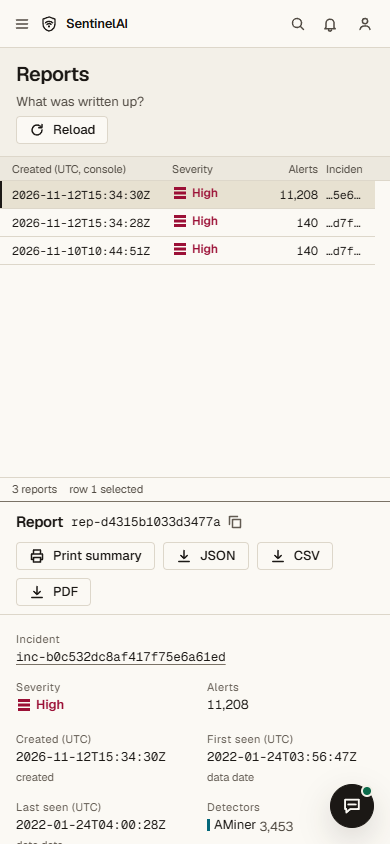 SentinelAI
Reports
What was written up?
Reload
Created (UTC, console) Severity Alerts Inciden
2026-11-12T15:34:30Z High 11,208 …5e6…
2026-11-12T15:34:28Z High 140 …d7f…
2026-11-10T10:44:51Z High 140 …d7f…
3 reports row 1 selected
Report rep-d4315b1033d3477a
Print summary JSON CSV
PDF
Incident
inc-b0c532dc8af417f75e6a61ed
Severity Alerts
High 11,208
Created (UTC) First seen (UTC)
2026-11-12T15:34:30Z 2022-01-24T03:56:47Z
created data date
Last seen (UTC) Detectors
2022-01-24T04:00:28Z AMiner 3,453
data date